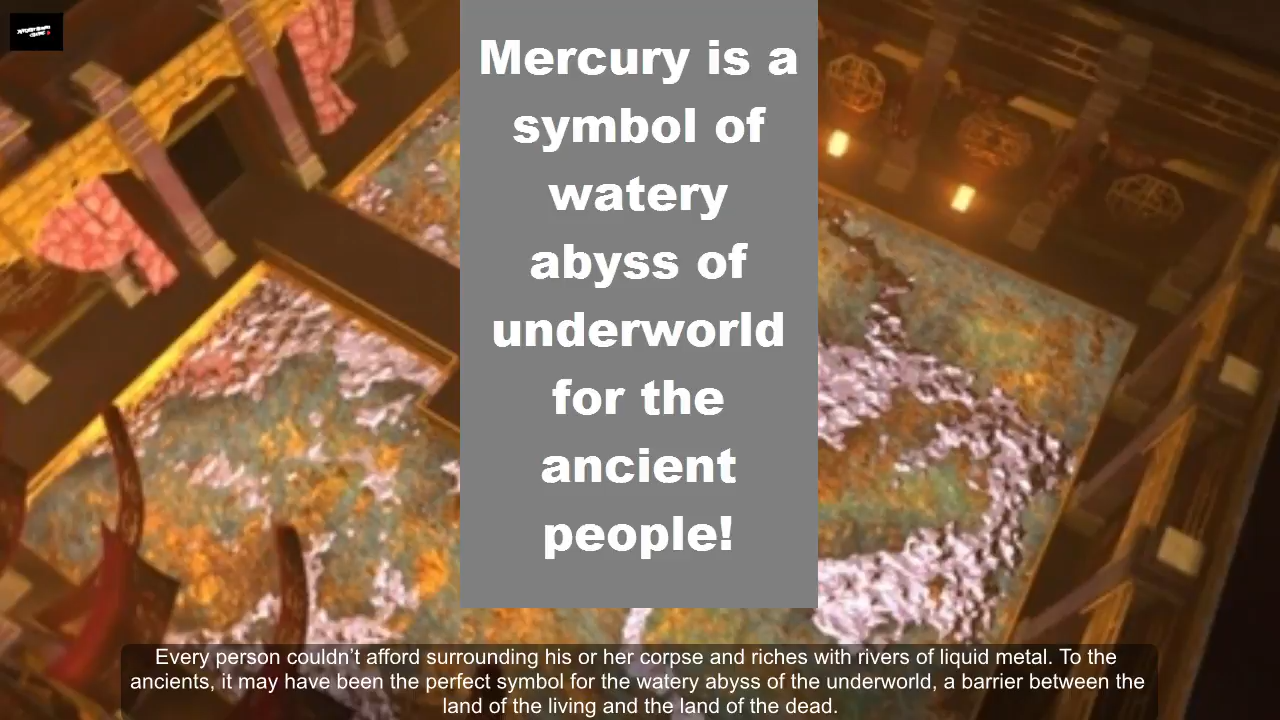 Mercury is a
symbol of
watery
abyss of
underworld
for the
ancient
people!
Every person couldn’t afford surrounding his or her corpse and riches with rivers of liquid metal. To the
ancients, it may have been the perfect symbol for the watery abyss of the underworld, a barrier between the
land of the living and the land of the dead.